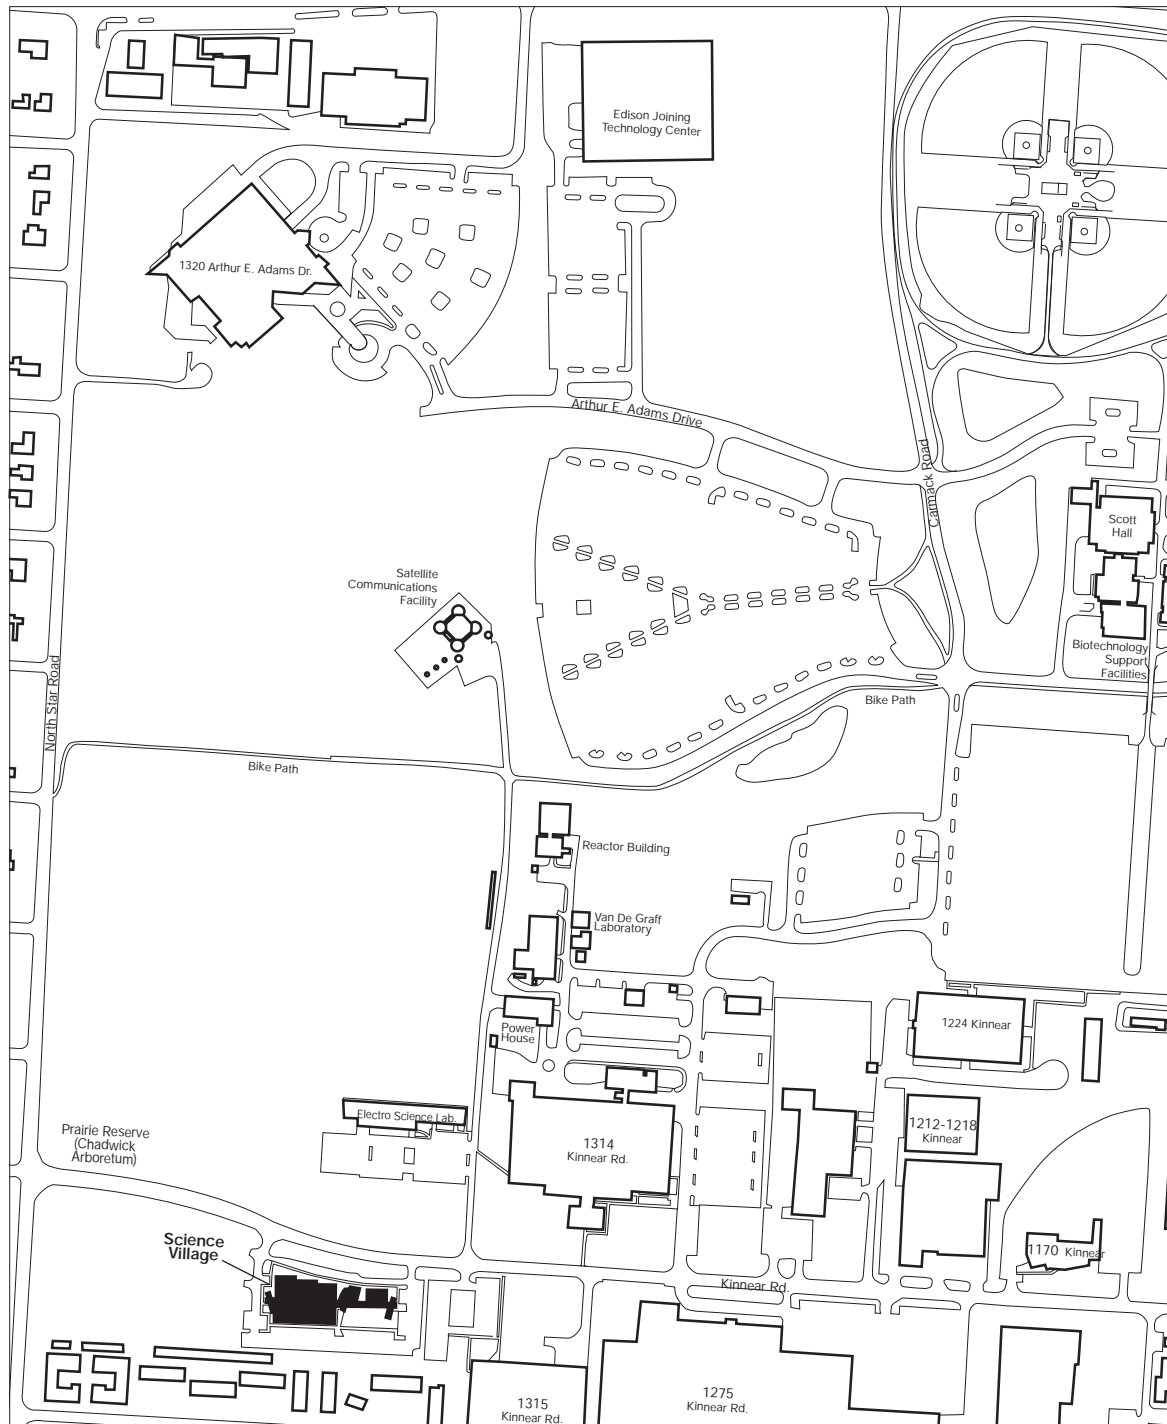 Edison Joining
Technology Center
1320 Arthur E. Adams Dr.
Arthur E. Adams Drive
Carmack Road
Scott
Hall
Satellite
Communications
Facility
Biotechnology
Support
Facilities
North Star Road
Bike Path
Bike Path
Reactor Building
Van De Graff
Laboratory
Power
House
1224 Kinnear
Electro Science Lab.
1212-1218
Kinnear
Prairie Reserve
(Chadwick
Arboretum)
1314
Kinnear Rd.
Science
Village
1170 Kinnear
Kinnear Rd.
1315
Kinnear Rd.
1275
Kinnear Rd.